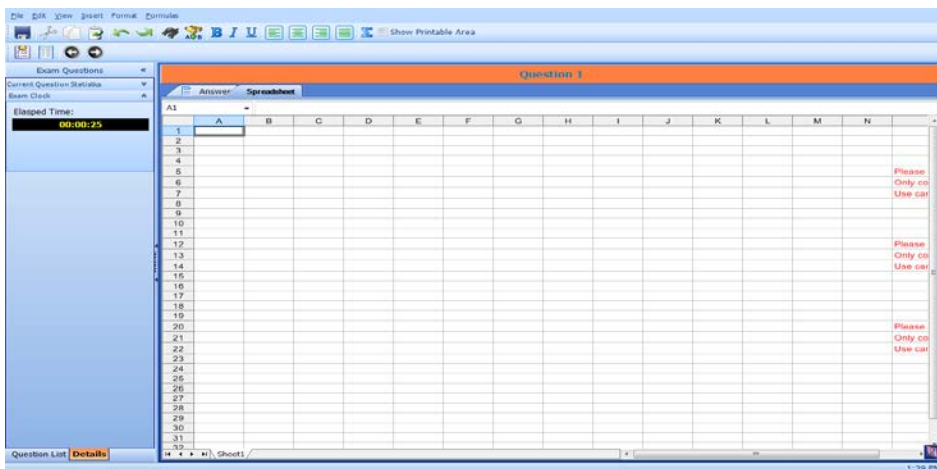 File Edit View Insert Format Formulas
B I U Σ Show Printable Area
Exam Questions «
Question 1
Current Question Statistics
Exam Clock
Answer Spreadsheet
Elasped Time:
00:00:25
A1
A B C D E F G H I J K L M N
1
2
3
4
5 Please
6 Only co
7 Use car
8
9
10
11
12 Please
13 Only co
14 Use car
15
16
17
18
19
20 Please
21 Only co
22 Use car
23
24
25
26
27
28
29
30
31
32
Question List Details
Sheet1